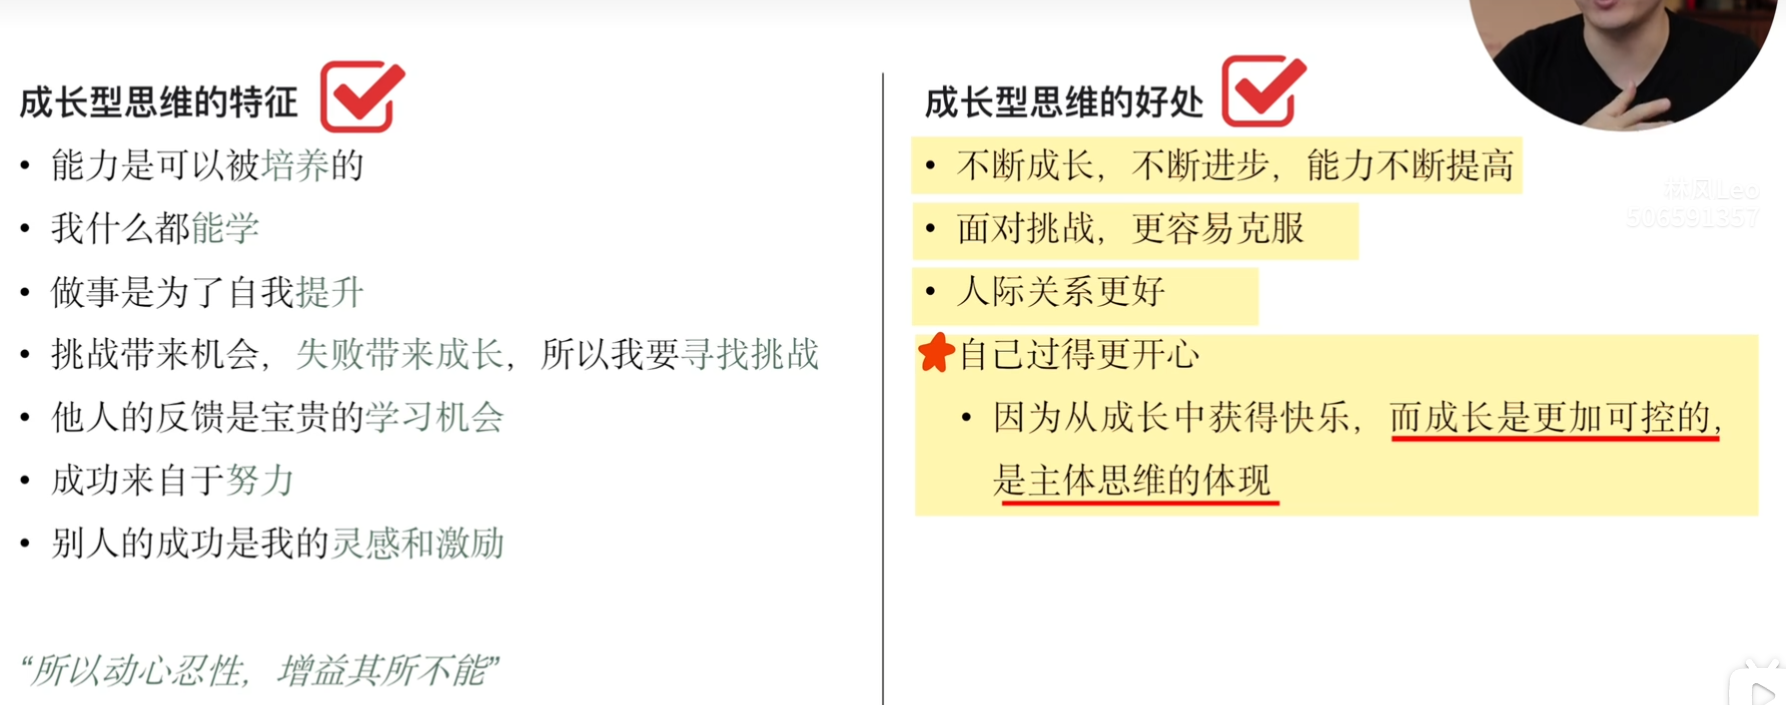 成长型思维的特征
• 能力是可以被培养的
• 我什么都能学
• 做事是为了自我提升
• 挑战带来机会，失败带来成长，所以我要寻找挑战
• 他人的反馈是宝贵的学习机会
• 成功来自于努力
• 别人的成功是我的灵感和激励
“所以动心忍性，增益其所不能”
成长型思维的好处
• 不断成长，不断进步，能力不断提高
• 面对挑战，更容易克服
• 人际关系更好
自己过得更开心
• 因为从成长中获得快乐，而成长是更加可控的，
是主体思维的体现
林风Leo
506591357